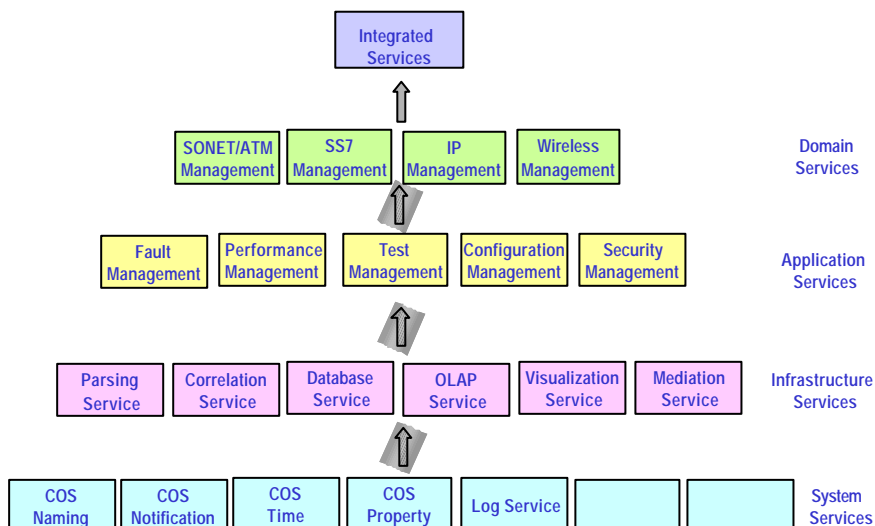 Integrated
Services
SONET/ATM
Management
SS7
Management
IP
Management
Wireless
Management
Domain
Services
Fault
Management
Performance
Management
Test
Management
Configuration
Management
Security
Management
Application
Services
Parsing
Service
Correlation
Service
Database
Service
OLAP
Service
Visualization
Service
Mediation
Service
Infrastructure
Services
COS
Naming
COS
Notification
COS
Time
COS
Property
Log Service
System
Services